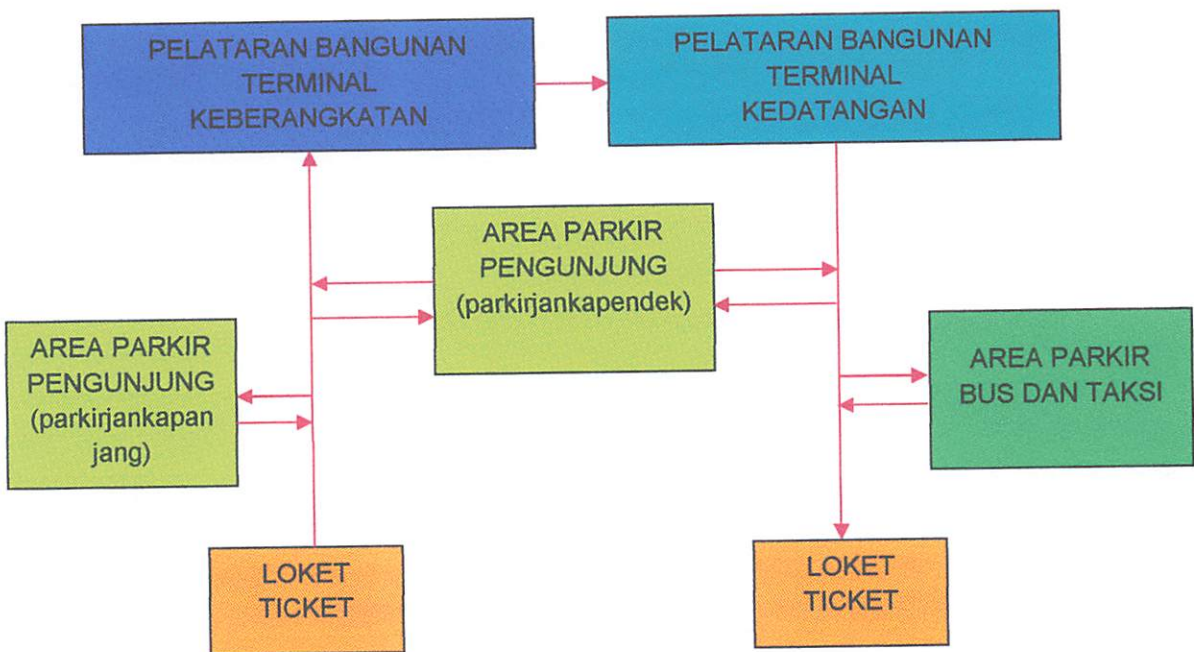 PELATARAN BANGUNAN
TERMINAL
KEBERANGKATAN
PELATARAN BANGUNAN
TERMINAL
KEDATANGAN
AREA PARKIR
PENGUNJUNG
(parkirjankapendek)
AREA PARKIR
PENGUNJUNG
(parkirjankapan
jang)
AREA PARKIR
BUS DAN TAKSI
LOKET
TICKET
LOKET
TICKET